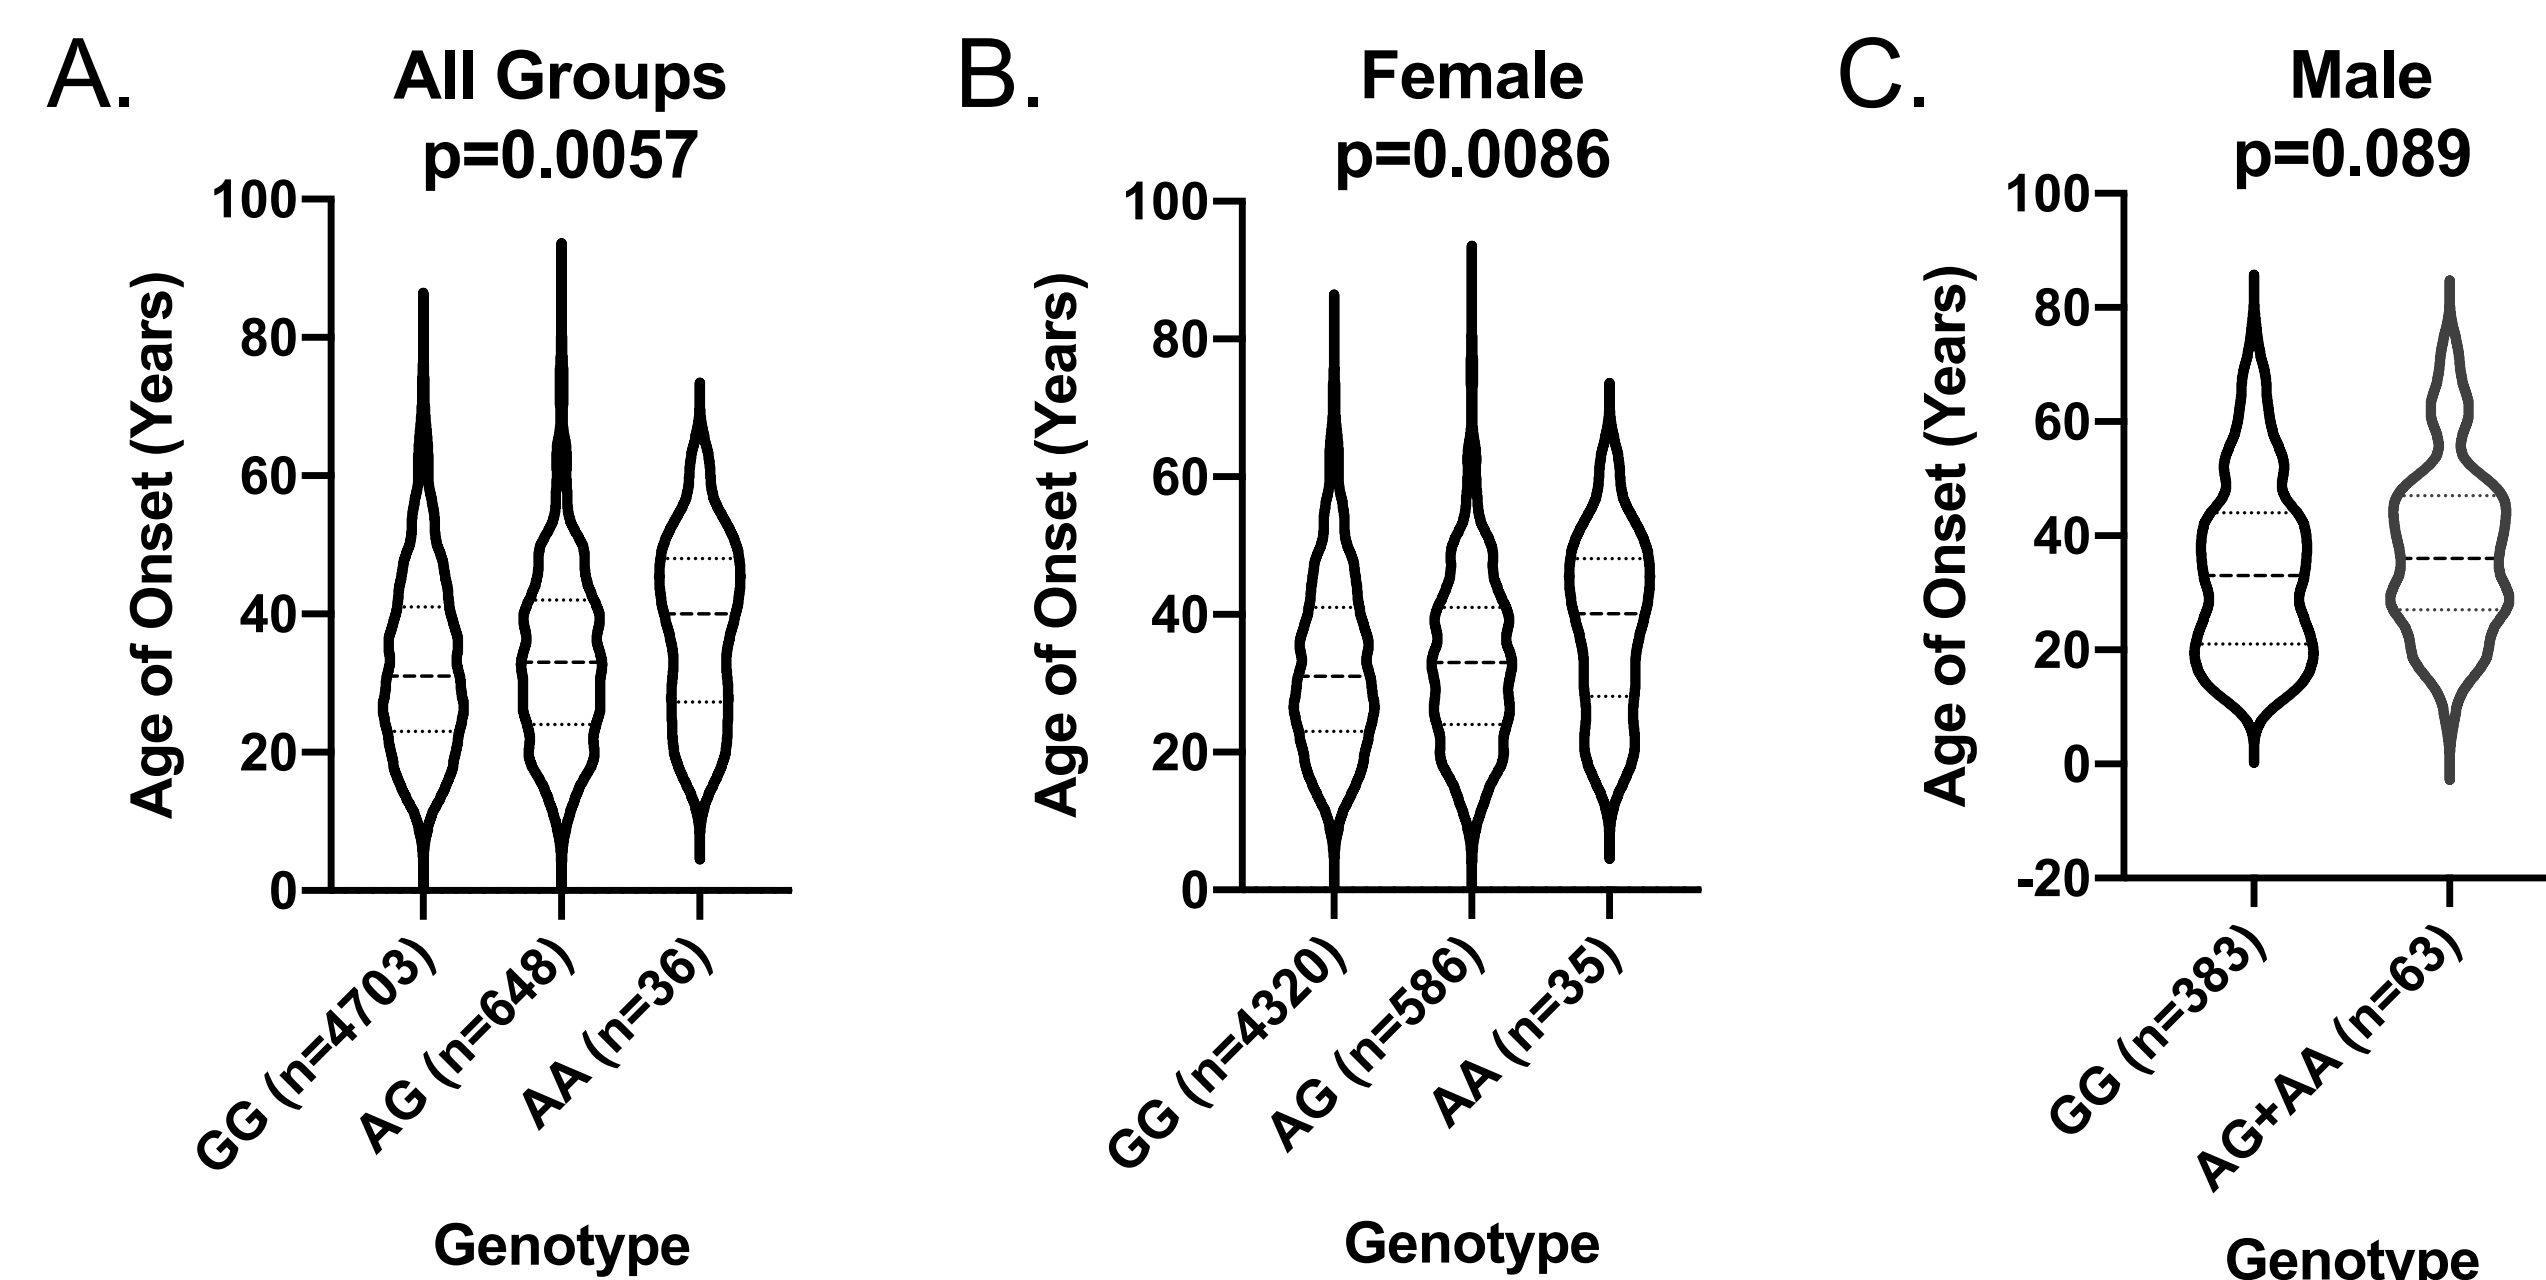 A.
All Groups
p=0.0057
100
80
60
40
20
0
Age of Onset (Years)
GG (n=4703)
AG (n=648)
AA (n=36)
Genotype
B.
Female
p=0.0086
100
80
60
40
20
0
Age of Onset (Years)
GG (n=4320)
AG (n=586)
AA (n=35)
Genotype
C.
Male
p=0.089
100
80
60
40
20
0
-20
Age of Onset (Years)
GG (n=383)
AG+AA (n=63)
Genotype